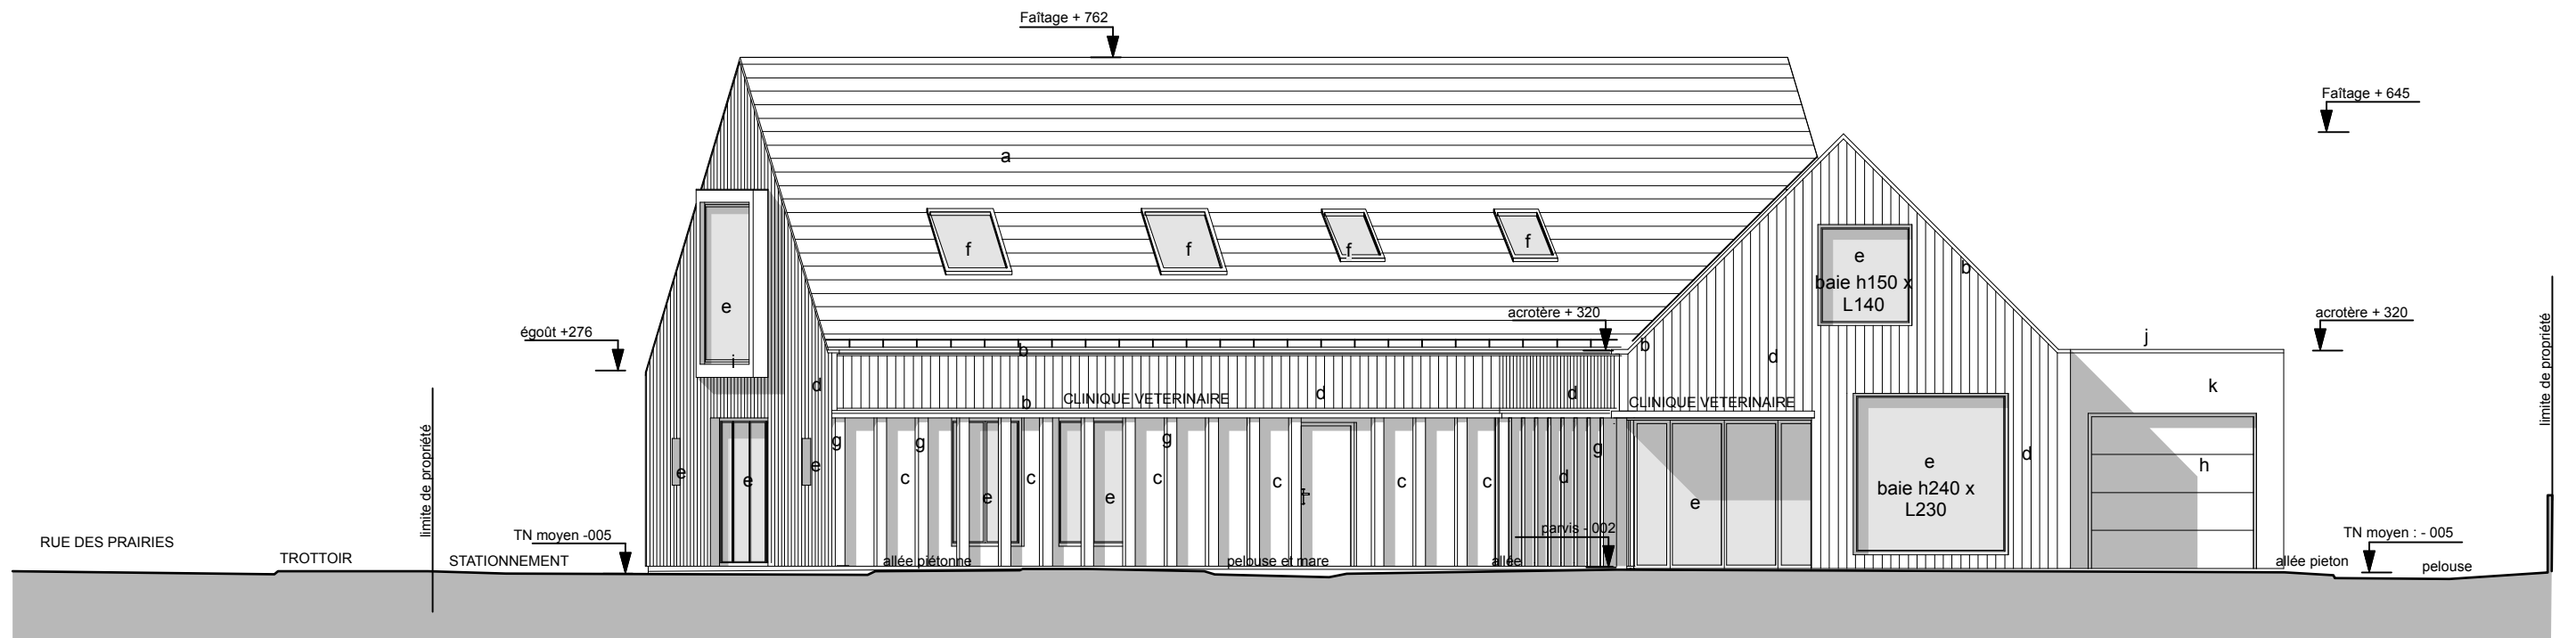 Faîtage + 762
Faîtage + 645
a
f
f
f
f
e
baie h150 x
L140
b
e
i
égoût +276
acrotère + 320
acrotère + 320
j
b
b
d
d
k
d
d
b
CLINIQUE VETERINAIRE
CLINIQUE VETERINAIRE
limite de propriété
limite de propriété
g
g
g
g
e
e
e
c
e
c
e
c
c
c
c
d
e
e
baie h240 x
L230
d
h
parvis - 002
TN moyen -005
TN moyen : - 005
RUE DES PRAIRIES
TROTTOIR
STATIONNEMENT
allée piétonne
pelouse et mare
allée
allée pieton
pelouse